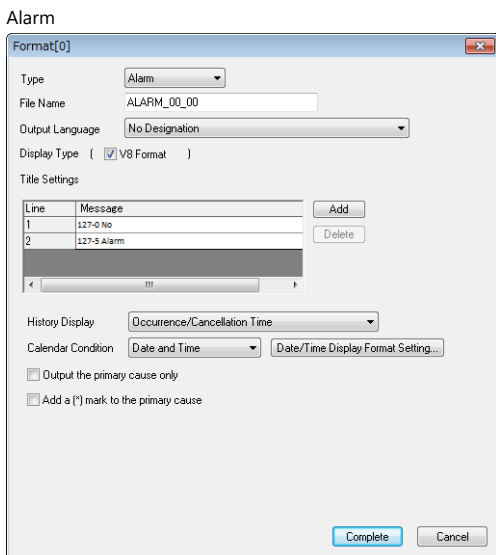 Alarm
Format[0]
Type Alarm
File Name ALARM_00_00
Output Language No Designation
Display Type ( V8 Format )
Title Settings
Line Message Add
1 127-0 No
2 127-5 Alarm Delete
History Display Occurrence/Cancellation Time
Calendar Condition Date and Time Date/Time Display Format Setting...
Output the primary cause only
Add a (*) mark to the primary cause
Complete Cancel